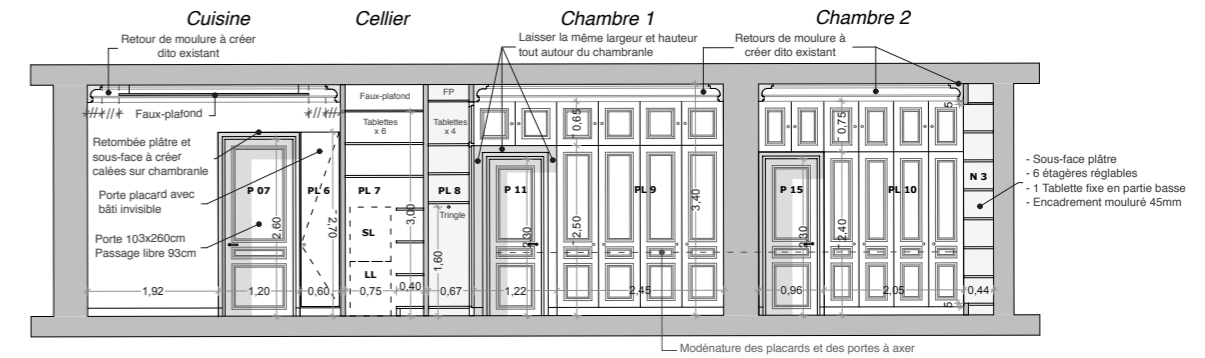 Cuisine
Cellier
Chambre 1
Chambre 2
Retour de moulure à créer
dito existant
Laisser la même largeur et hauteur
tout autour du chambranle
Retours de moulure à
créer dito existant
Faux-plafond
Faux-plafond
FP
Tablettes
x 6
Tablettes
x 4
0,65
0,75
5
Retombée plâtre et
sous-face à créer
calées sur chambranle
Porte placard avec
bâti invisible
Porte 103x260cm
Passage libre 93cm
P 07
PL 6
PL 7
PL 8
P 11
PL 9
P 15
PL 10
N 3
- Sous-face plâtre
- 6 étagères réglables
- 1 Tablette fixe en partie basse
- Encadrement mouluré 45mm
2,60
2,70
3,00
Tringle
SL
LL
1,60
2,30
2,50
3,40
2,30
2,40
1,92
1,20
0,60
0,75
0,40
0,67
1,22
2,45
0,96
2,05
0,44
5
Modénature des placards et des portes à axer